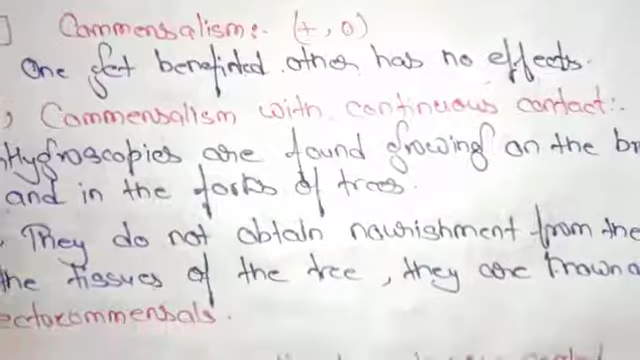 Commensalism:- (+, 0)
One get benefited other has no effects.
Commensalism with continuous contact:-
Hygroscopies are found growing on the br
and in the forks of trees.
They do not obtain nourishment from the
the tissues of the tree, they are known a
ectocommensals.